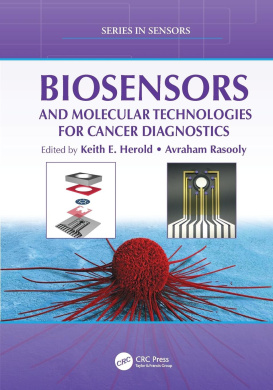 SERIES IN SENSORS
BIOSENSORS
AND MOLECULAR TECHNOLOGIES
FOR CANCER DIAGNOSTICS
Edited by Keith E. Herold • Avraham Rasooly
CRC
CRC Press
Taylor & Francis Group